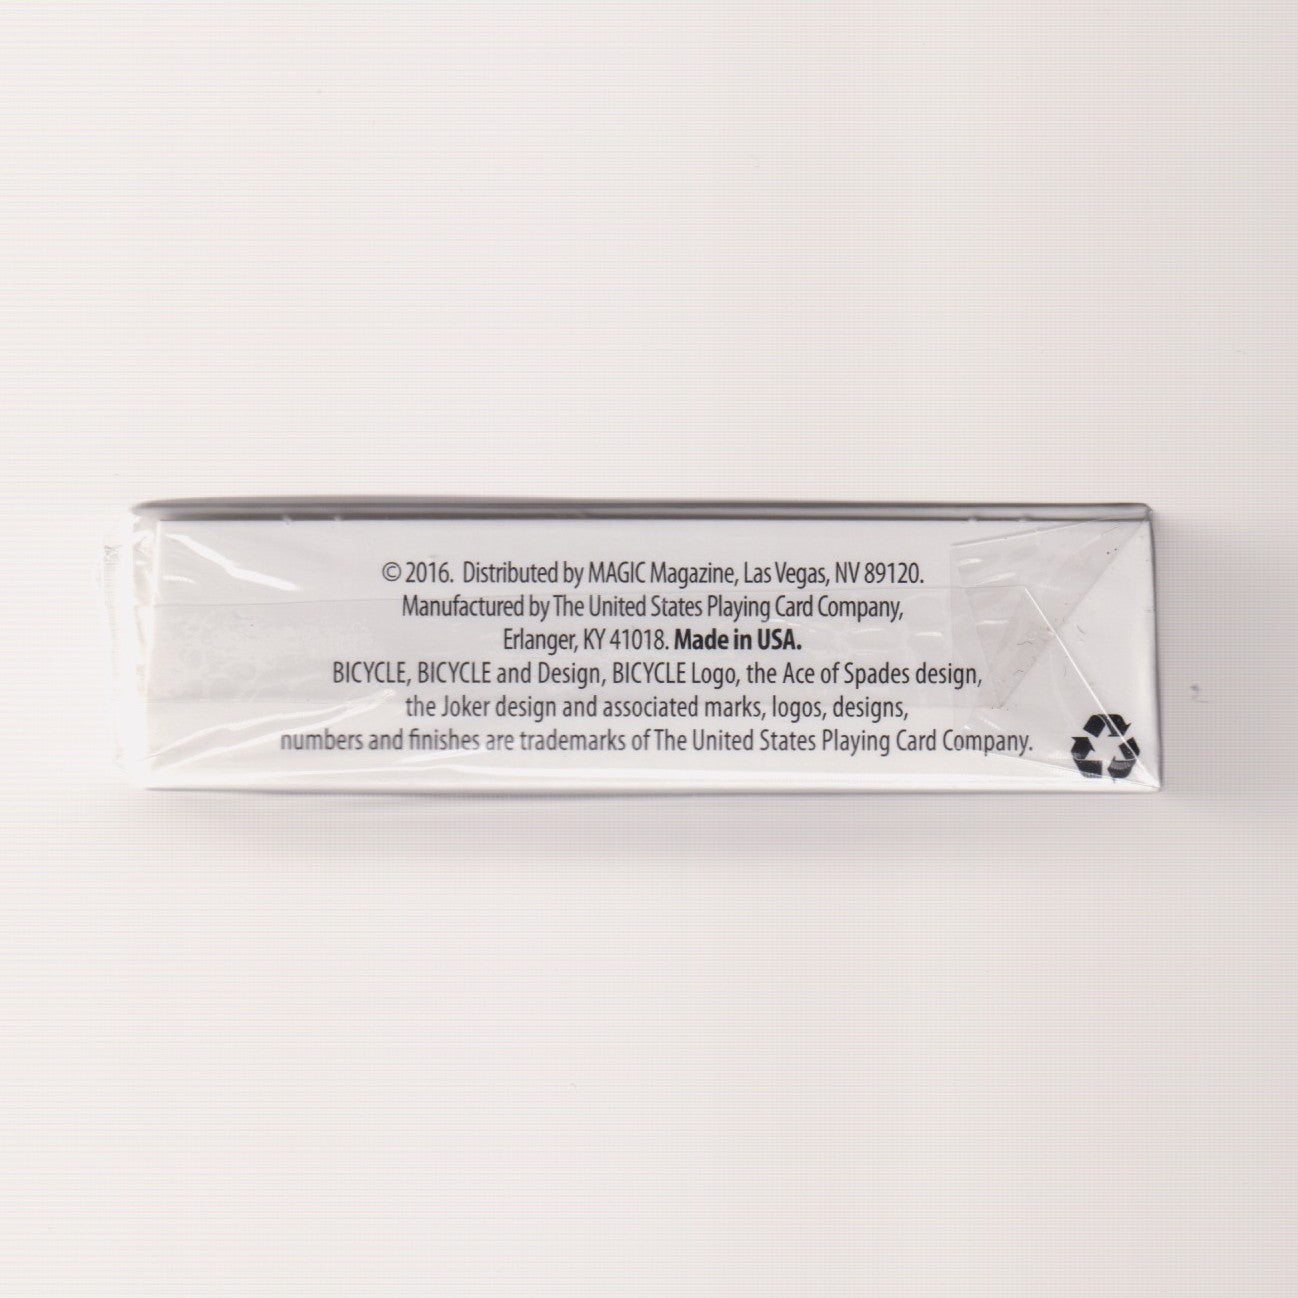 © 2016. Distributed by MAGIC Magazine, Las Vegas, NV 89120.
Manufactured by The United States Playing Card Company,
Erlanger, KY 41018. Made in USA.
BICYCLE, BICYCLE and Design, BICYCLE Logo, the Ace of Spades design,
the Joker design and associated marks, logos, designs,
numbers and finishes are trademarks of The United States Playing Card Company.